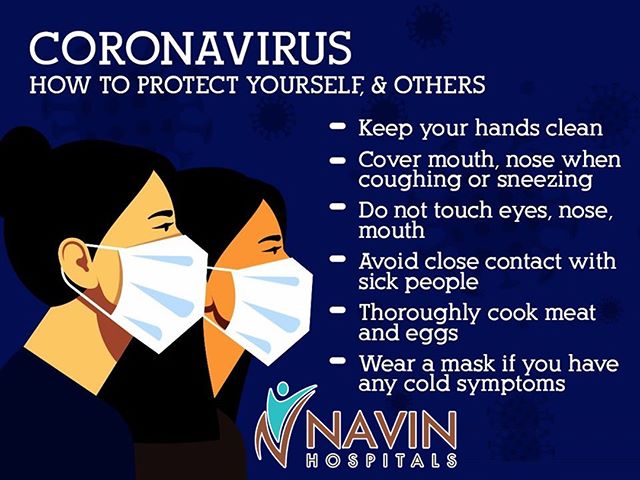 CORONAVIRUS
HOW TO PROTECT YOURSELF, & OTHERS
- Keep your hands clean
- Cover mouth, nose when
coughing or sneezing
- Do not touch eyes, nose,
mouth
- Avoid close contact with
sick people
- Thoroughly cook meat
and eggs
- Wear a mask if you have
any cold symptoms
NAVIN
HOSPITALS